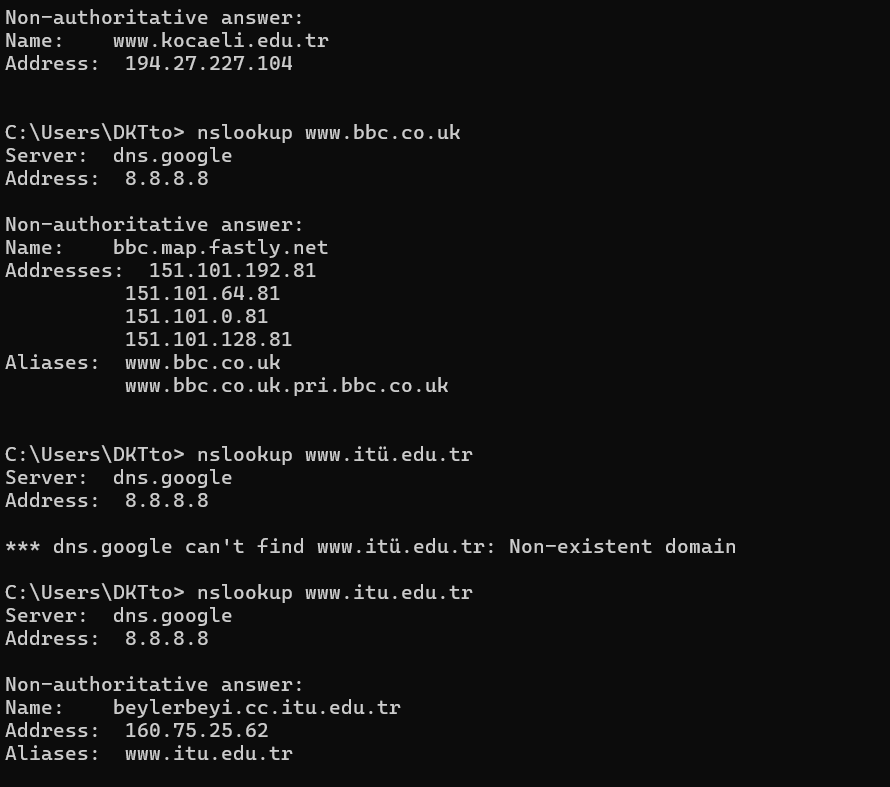 Non-authoritative answer:
Name:    www.kocaeli.edu.tr
Address:  194.27.227.104

C:\Users\DKTto> nslookup www.bbc.co.uk
Server:  dns.google
Address:  8.8.8.8

Non-authoritative answer:
Name:    bbc.map.fastly.net
Addresses:  151.101.192.81
          151.101.64.81
          151.101.0.81
          151.101.128.81
Aliases:  www.bbc.co.uk
          www.bbc.co.uk.pri.bbc.co.uk

C:\Users\DKTto> nslookup www.itü.edu.tr
Server:  dns.google
Address:  8.8.8.8

*** dns.google can't find www.itü.edu.tr: Non-existent domain

C:\Users\DKTto> nslookup www.itu.edu.tr
Server:  dns.google
Address:  8.8.8.8

Non-authoritative answer:
Name:    beylerbeyi.cc.itu.edu.tr
Address:  160.75.25.62
Aliases:  www.itu.edu.tr